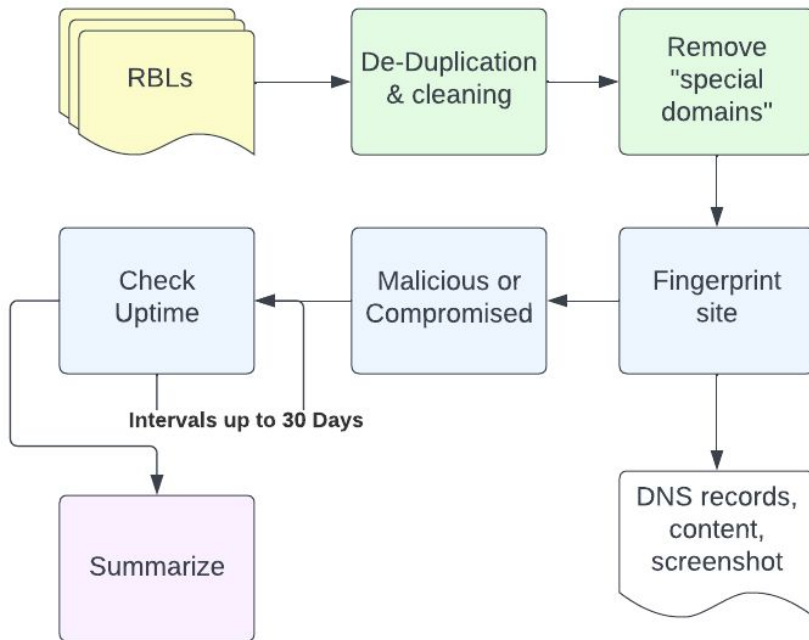 RBLs
De-Duplication
& cleaning
Remove
"special
domains"
Check
Uptime
Malicious or
Compromised
Fingerprint
site
Intervals up to 30 Days
Summarize
DNS records,
content,
screenshot